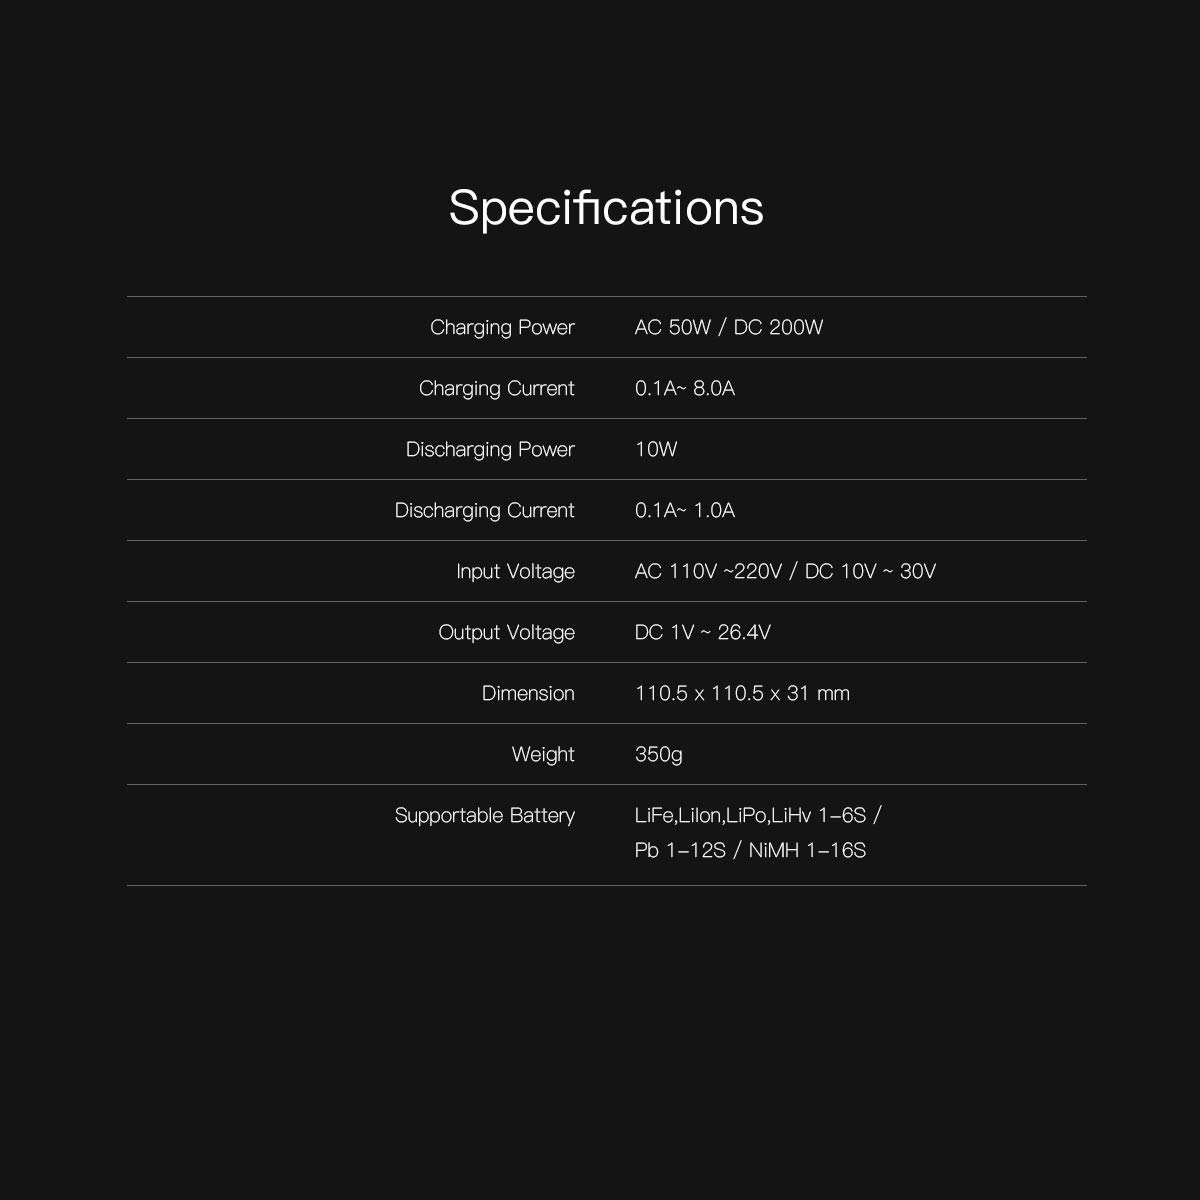 Specifications
Charging Power AC 50W / DC 200W
Charging Current 0.1A~ 8.0A
Discharging Power 10W
Discharging Current 0.1A~ 1.0A
Input Voltage AC 110V ~220V / DC 10V ~ 30V
Output Voltage DC 1V ~ 26.4V
Dimension 110.5 x 110.5 x 31 mm
Weight 350g
Supportable Battery LiFe,LiIon,LiPo,LiHv 1–6S /
Pb 1–12S / NiMH 1–16S